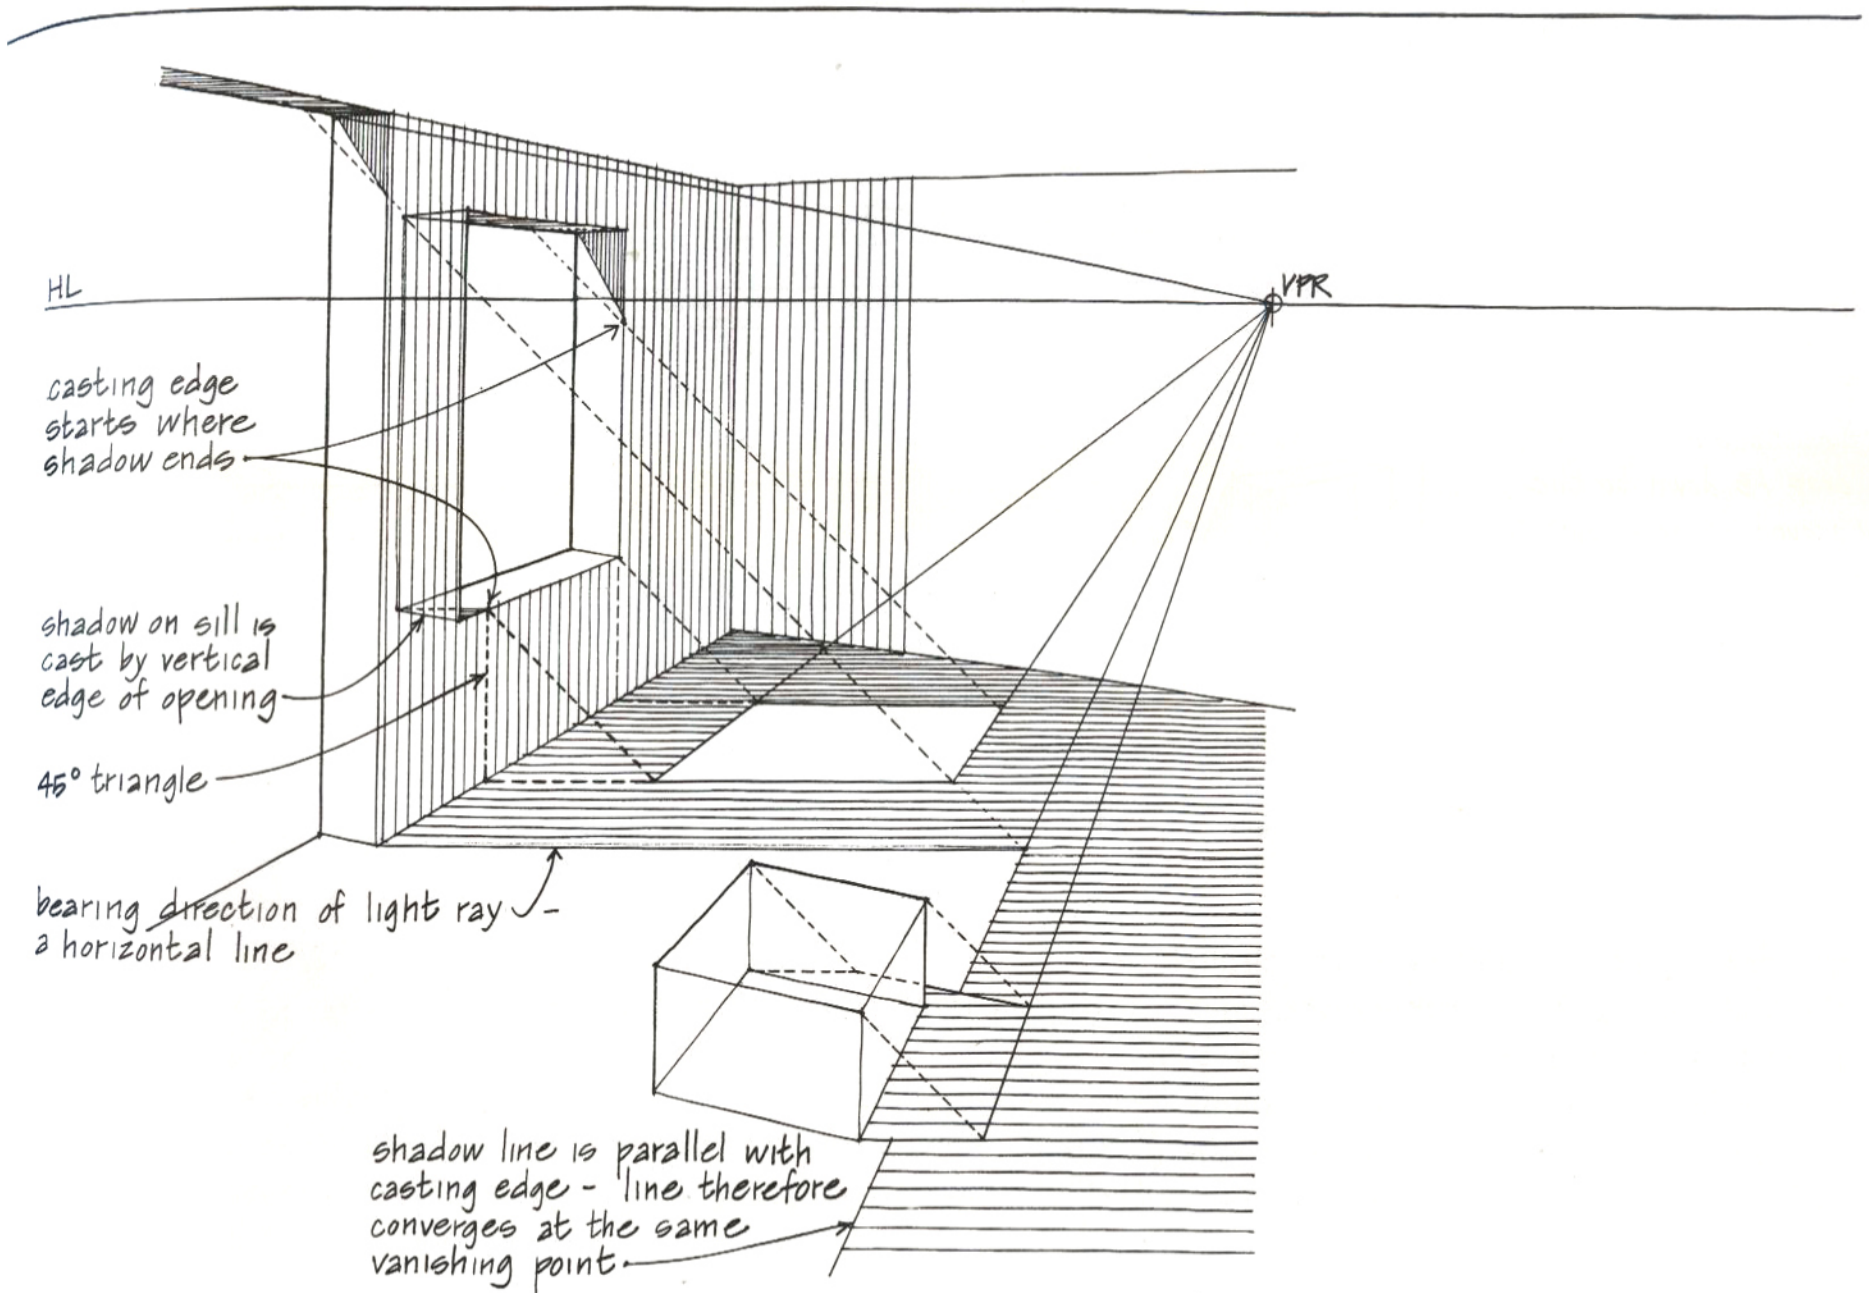 HL
VPR
casting edge
starts where
shadow ends
shadow on sill is
cast by vertical
edge of opening
45° triangle
bearing direction of light ray -
a horizontal line
shadow line is parallel with
casting edge - line therefore
converges at the same
vanishing point